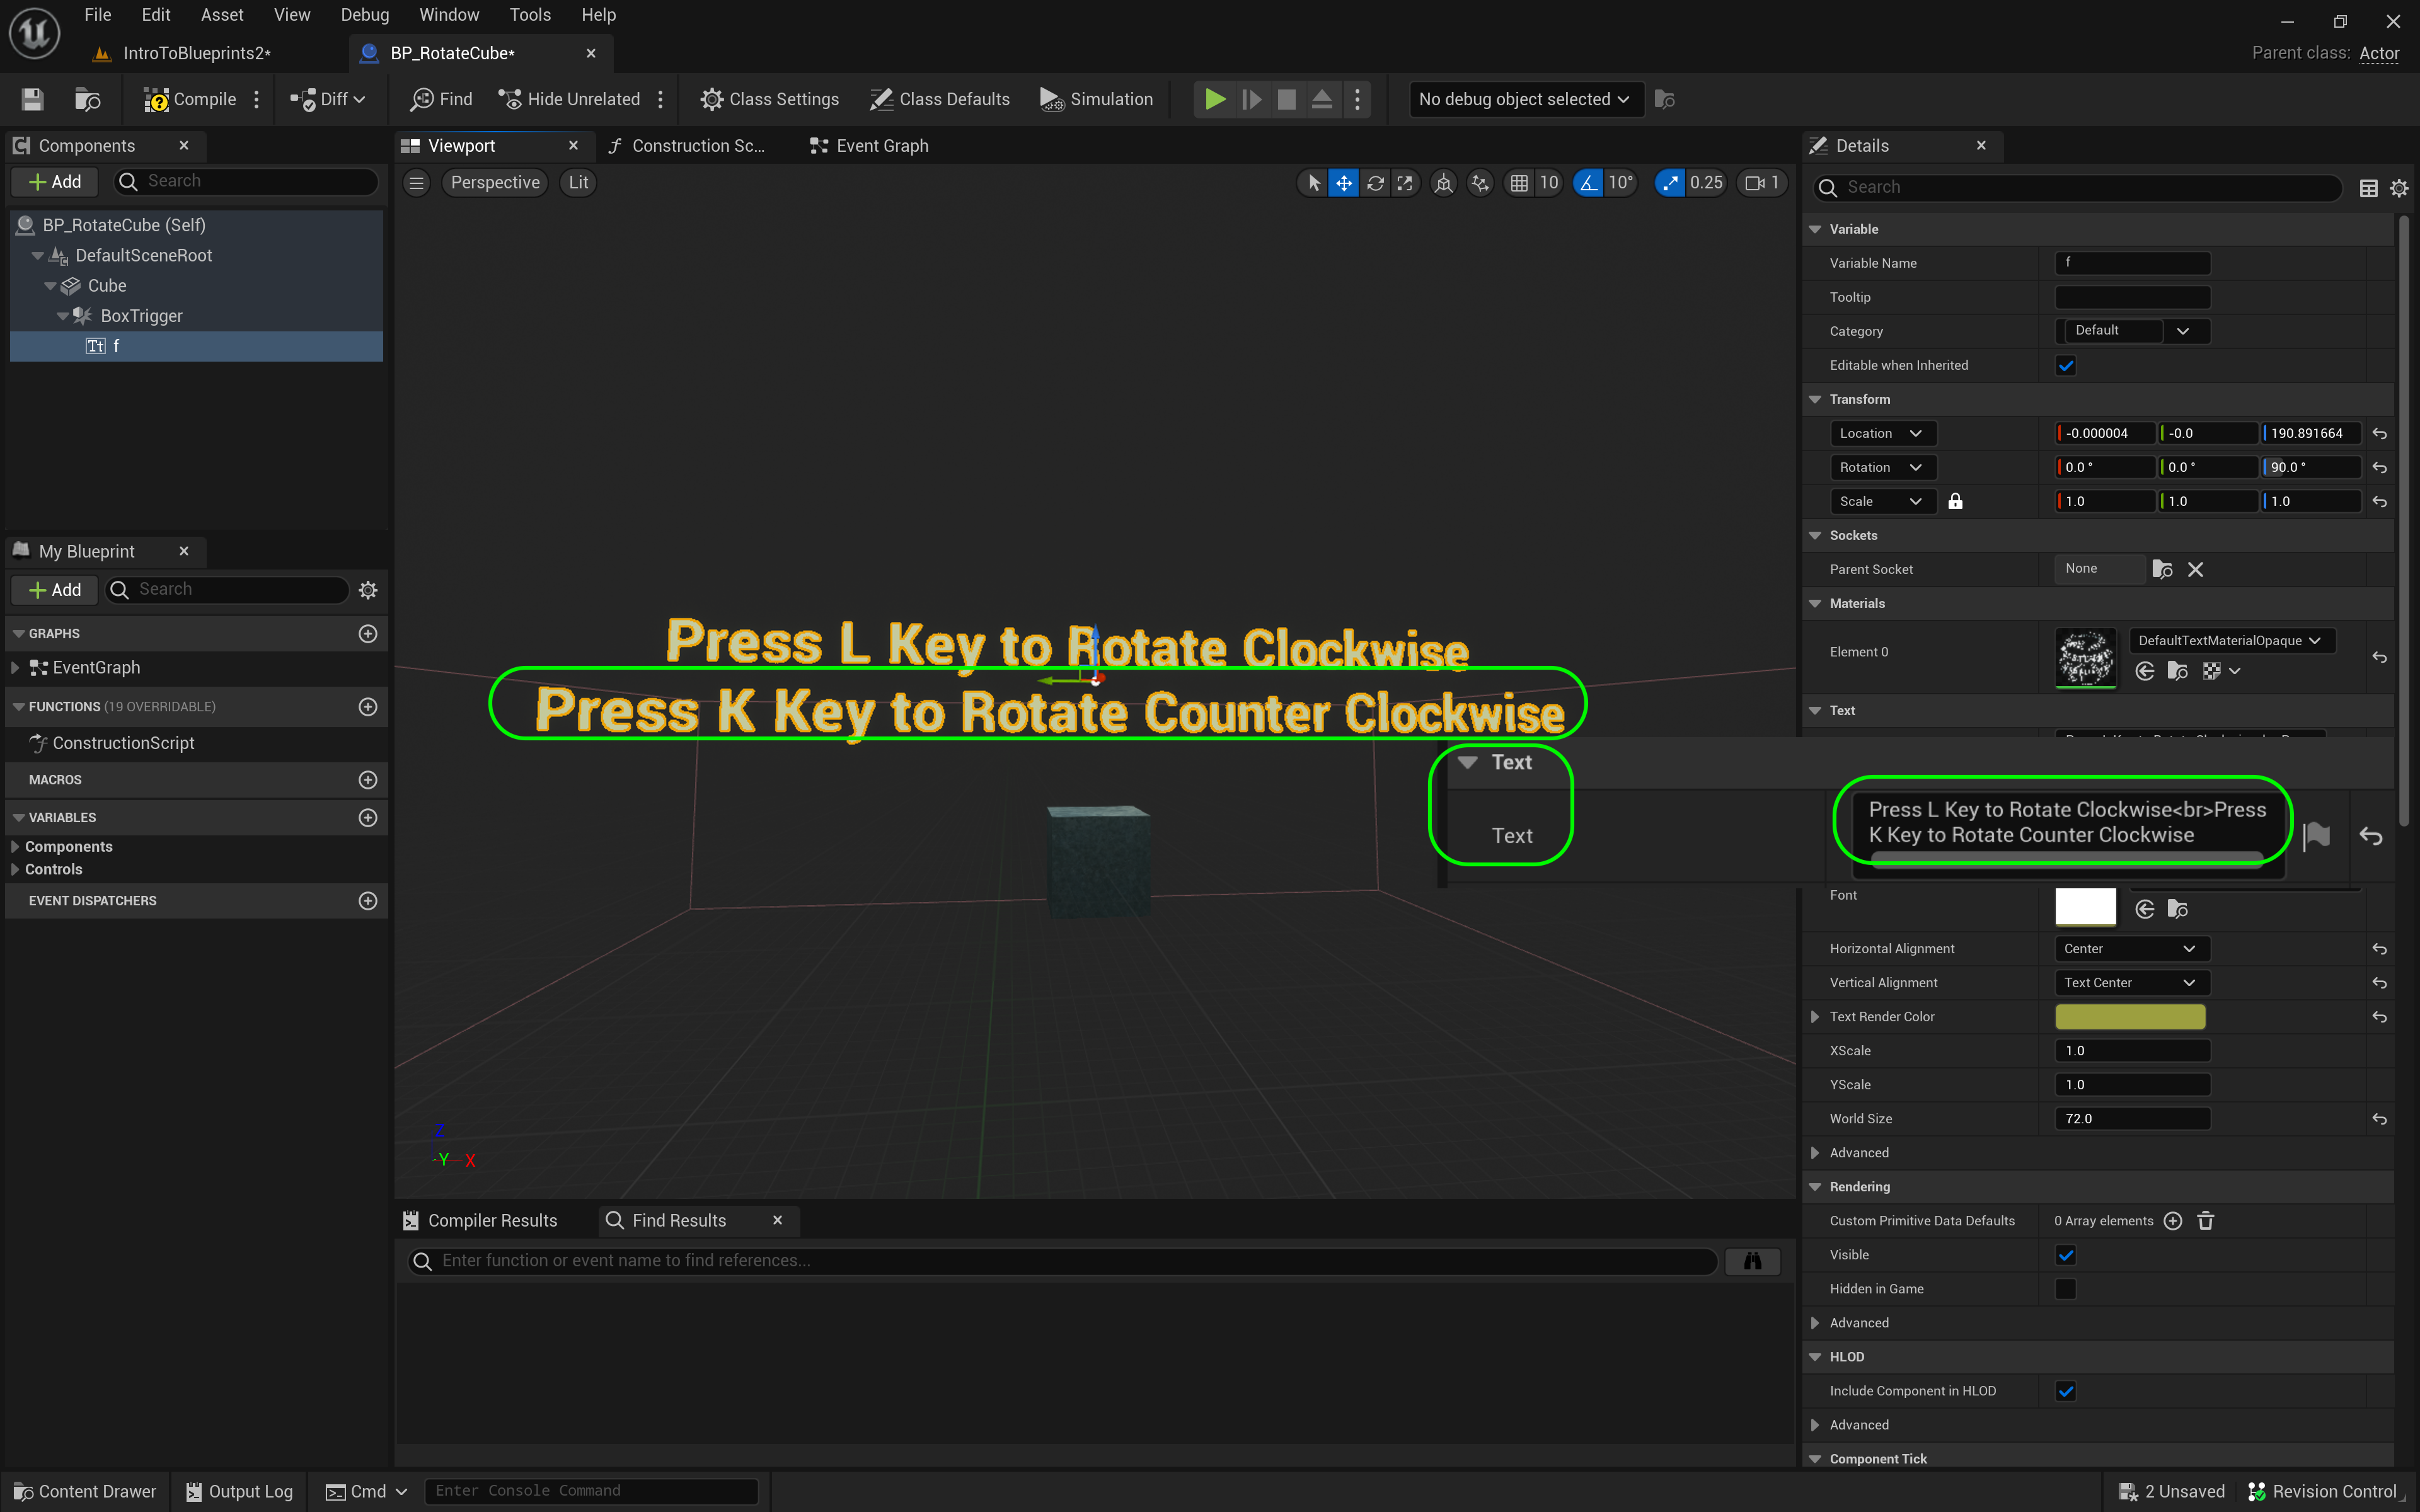 File Edit Asset View Debug Window Tools Help
IntroToBlueprints2*
BP_RotateCube*
Parent class: Actor
Compile
Diff
Find
Hide Unrelated
Class Settings
Class Defaults
Simulation
No debug object selected
Components
Add
Search
BP_RotateCube (Self)
DefaultSceneRoot
Cube
BoxTrigger
Tt f
My Blueprint
Add
Search
GRAPHS
EventGraph
FUNCTIONS (19 OVERRIDABLE)
ConstructionScript
MACROS
VARIABLES
Components
Controls
EVENT DISPATCHERS
Viewport
Construction Sc...
Event Graph
Perspective
Lit
10
10°
0.25
1
Press L Key to Rotate Clockwise
Press K Key to Rotate Counter Clockwise
Z
Y
X
Compiler Results
Find Results
Enter function or event name to find references...
Details
Search
Variable
Variable Name f
Tooltip
Category Default
Editable when Inherited
Transform
Location -0.000004 -0.0 190.891664
Rotation 0.0 ° 0.0 ° 90.0 °
Scale 1.0 1.0 1.0
Sockets
Parent Socket None
Materials
Element 0 DefaultTextMaterialOpaque
Text
Text
Text
Press L Key to Rotate Clockwise<br>Press
K Key to Rotate Counter Clockwise
Font
Horizontal Alignment Center
Vertical Alignment Text Center
Text Render Color
XScale 1.0
YScale 1.0
World Size 72.0
Advanced
Rendering
Custom Primitive Data Defaults 0 Array elements
Visible
Hidden in Game
Advanced
HLOD
Include Component in HLOD
Advanced
Component Tick
Content Drawer
Output Log
Cmd
Enter Console Command
2 Unsaved
Revision Control